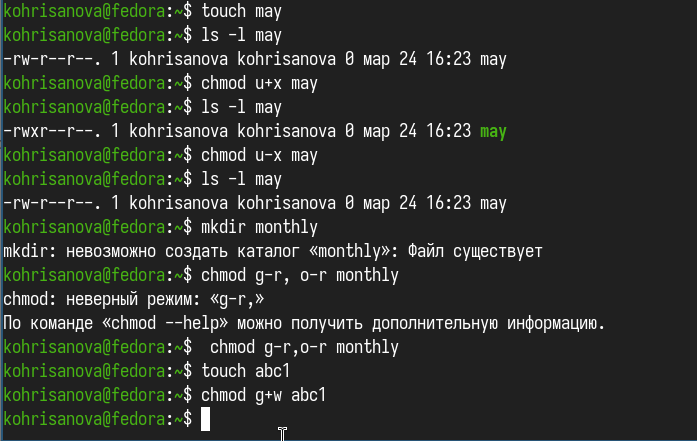 kohrisanova@fedora:~$ touch may
kohrisanova@fedora:~$ ls -l may
-rw-r--r--. 1 kohrisanova kohrisanova 0 мар 24 16:23 may
kohrisanova@fedora:~$ chmod u+x may
kohrisanova@fedora:~$ ls -l may
-rwxr--r--. 1 kohrisanova kohrisanova 0 мар 24 16:23 may
kohrisanova@fedora:~$ chmod u-x may
kohrisanova@fedora:~$ ls -l may
-rw-r--r--. 1 kohrisanova kohrisanova 0 мар 24 16:23 may
kohrisanova@fedora:~$ mkdir monthly
mkdir: невозможно создать каталог «monthly»: Файл существует
kohrisanova@fedora:~$ chmod g-r, o-r monthly
chmod: неверный режим: «g-r,»
По команде «chmod --help» можно получить дополнительную информацию.
kohrisanova@fedora:~$  chmod g-r,o-r monthly
kohrisanova@fedora:~$ touch abc1
kohrisanova@fedora:~$ chmod g+w abc1
kohrisanova@fedora:~$